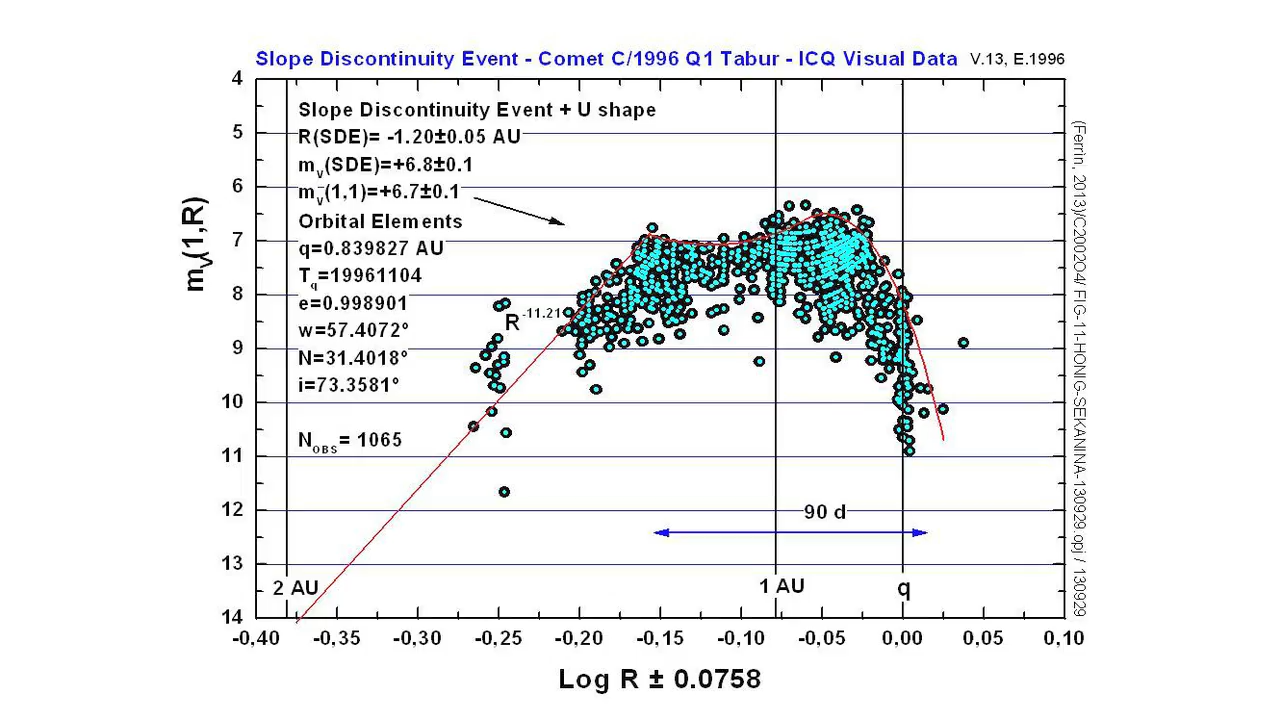 Slope Discontinuity Event - Comet C/1996 Q1 Tabur - ICQ Visual Data V.13, E.1996
Slope Discontinuity Event + U shape
R(SDE)= -1.20±0.05 AU
mV(SDE)=+6.8±0.1
mV(1,1)=+6.7±0.1
Orbital Elements
q=0.839827 AU
Tq=19961104
e=0.998901
w=57.4072°
N=31.4018°
i=73.3581°
NOBS= 1065
R-11.21
90 d
2 AU
1 AU
q
4
5
6
7
8
9
10
11
12
13
14
mV(1,R)
-0,40 -0,35 -0,30 -0,25 -0,20 -0,15 -0,10 -0,05 0,00 0,05 0,10
Log R ± 0.0758
(Ferrin, 2013)/C2002O4/ FIG-11-HONIG-SEKANINA-130929.opj / 130929